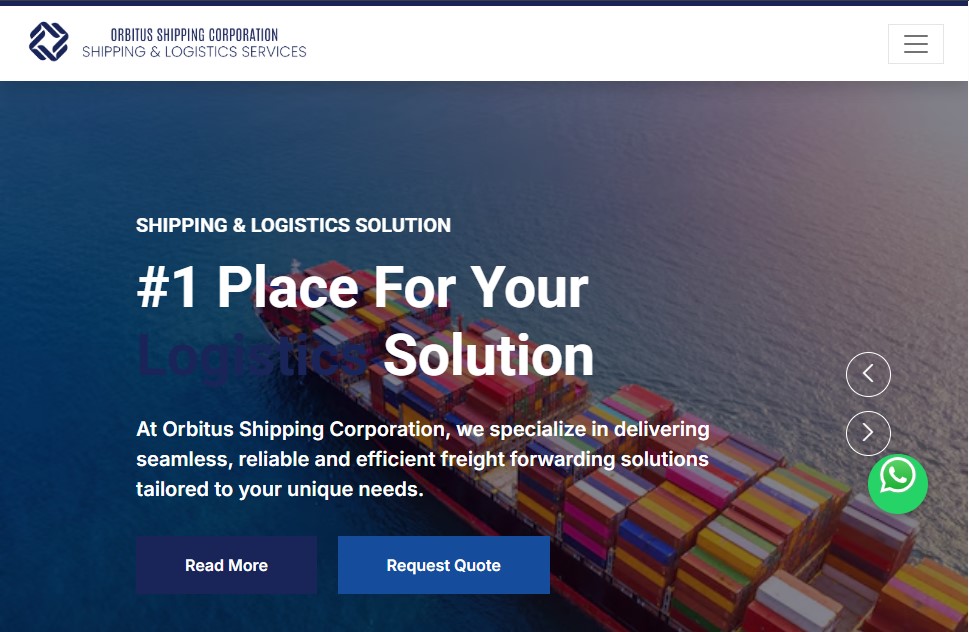 ORBITUS SHIPPING CORPORATION
SHIPPING & LOGISTICS SERVICES
SHIPPING & LOGISTICS SOLUTION
#1 Place For Your
Logistics Solution
At Orbitus Shipping Corporation, we specialize in delivering
seamless, reliable and efficient freight forwarding solutions
tailored to your unique needs.
Read More
Request Quote